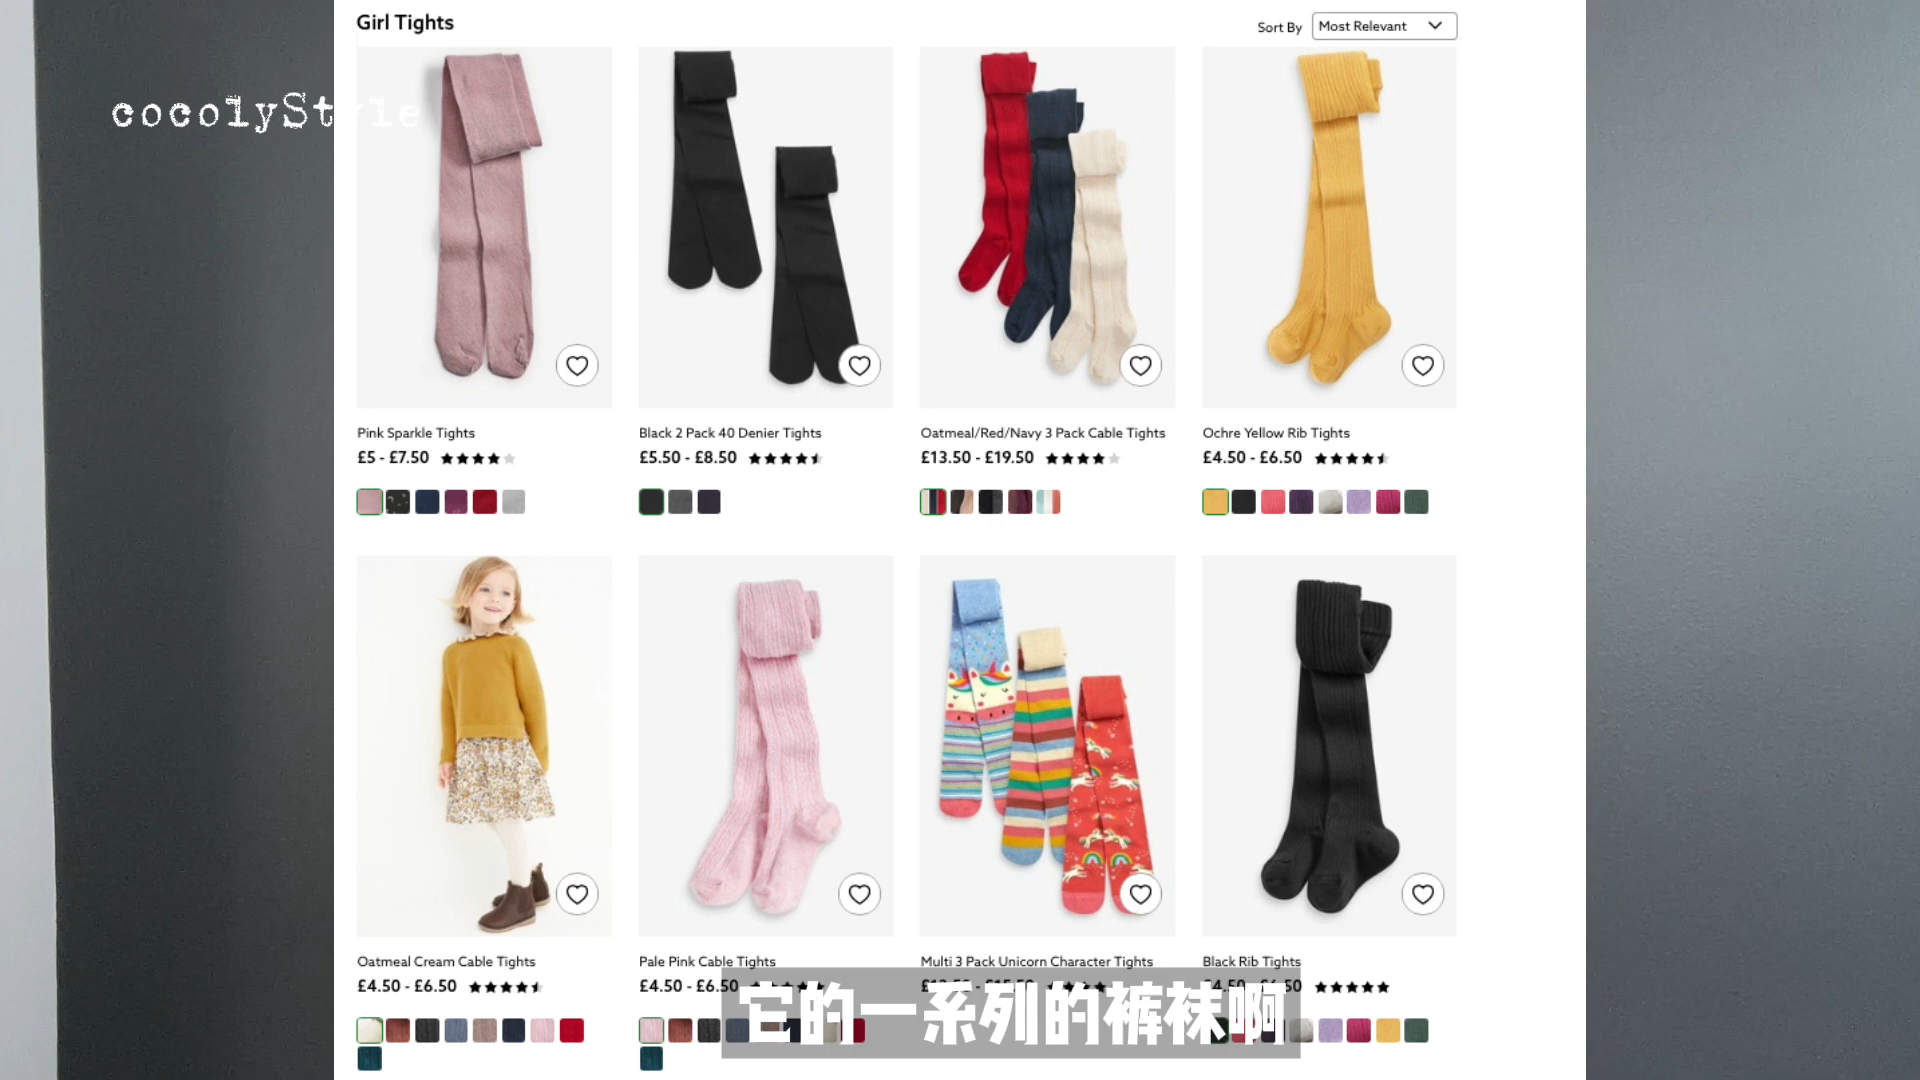 Girl Tights
Sort By Most Relevant
cocolyStyle
Pink Sparkle Tights
£5 - £7.50
Black 2 Pack 40 Denier Tights
£5.50 - £8.50
Oatmeal/Red/Navy 3 Pack Cable Tights
£13.50 - £19.50
Ochre Yellow Rib Tights
£4.50 - £6.50
Oatmeal Cream Cable Tights
£4.50 - £6.50
Pale Pink Cable Tights
£4.50 - £6.50
Multi 3 Pack Unicorn Character Tights
Black Rib Tights
它的一系列的裤袜啊